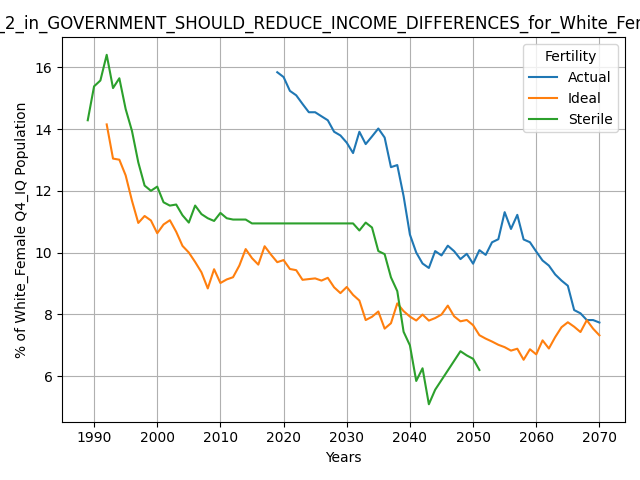 _2_in_GOVERNMENT_SHOULD_REDUCE_INCOME_DIFFERENCES_for_White_Fem
Fertility
Actual
Ideal
Sterile
% of White_Female Q4_IQ Population
16
14
12
10
8
6
1990 2000 2010 2020 2030 2040 2050 2060 2070
Years